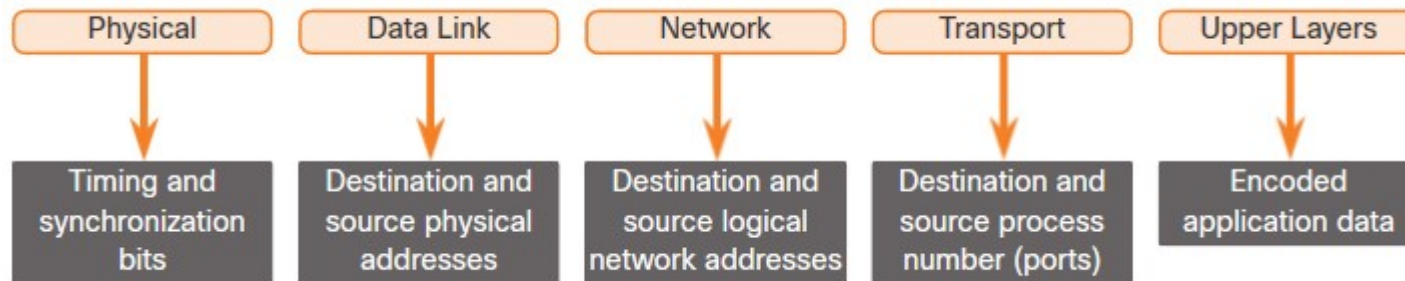 Physical
Data Link
Network
Transport
Upper Layers
Timing and
synchronization
bits
Destination and
source physical
addresses
Destination and
source logical
network addresses
Destination and
source process
number (ports)
Encoded
application data